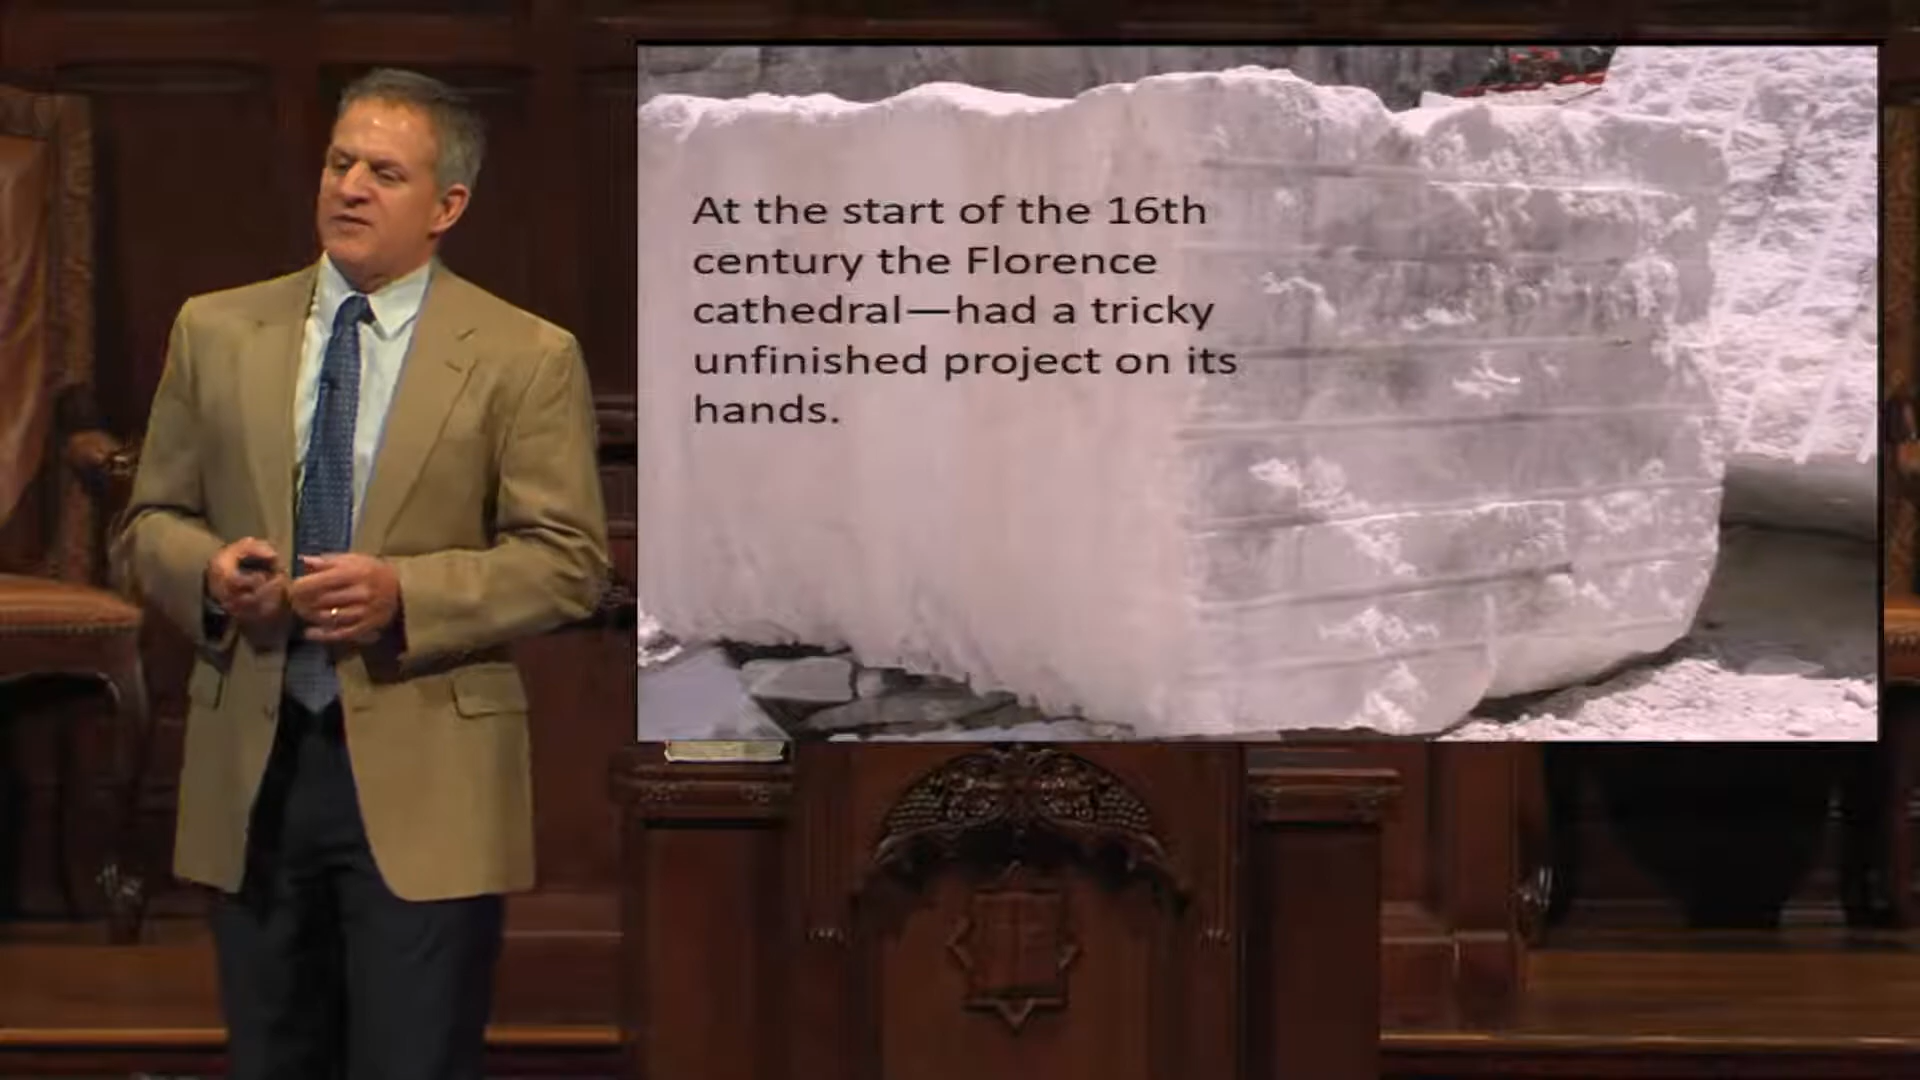 At the start of the 16th
century the Florence
cathedral—had a tricky
unfinished project on its
hands.